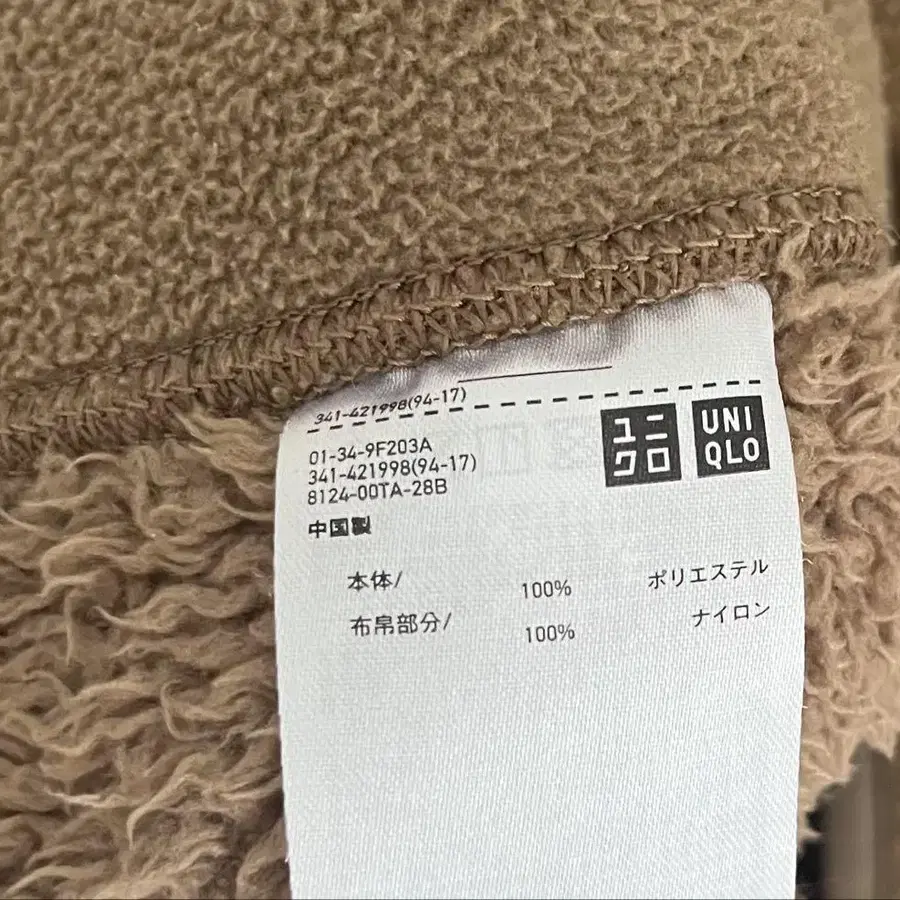 341-421998(94-17)
01-34-9F203A
341-421998(94-17)
8124-00TA-28B
中国製
ユニ
クロ
UNI
QLO
本体/ 100% ポリエステル
布帛部分/ 100% ナイロン